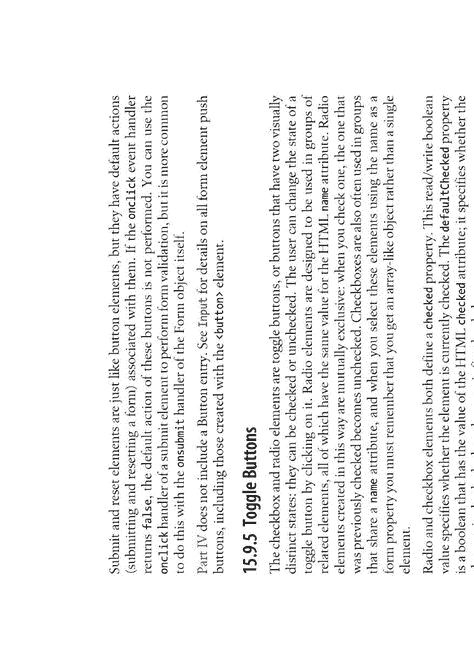 Submit and reset elements are just like button elements, but they have default actions
(submitting and resetting a form) associated with them. If the onclick event handler
returns false, the default action of these buttons is not performed. You can use the
onclick handler of a submit element to perform form validation, but it is more common
to do this with the onsubmit handler of the Form object itself.
Part IV does not include a Button entry. See Input for details on all form element push
buttons, including those created with the <button> element.
15.9.5 Toggle Buttons
The checkbox and radio elements are toggle buttons, or buttons that have two visually
distinct states: they can be checked or unchecked. The user can change the state of a
toggle button by clicking on it. Radio elements are designed to be used in groups of
related elements, all of which have the same value for the HTML name attribute. Radio
elements created in this way are mutually exclusive: when you check one, the one that
was previously checked becomes unchecked. Checkboxes are also often used in groups
that share a name attribute, and when you select these elements using the name as a
form property you must remember that you get an array-like object rather than a single
element.
Radio and checkbox elements both define a checked property. This read/write boolean
value specifies whether the element is currently checked. The defaultChecked property
is a boolean that has the value of the HTML checked attribute; it specifies whether the